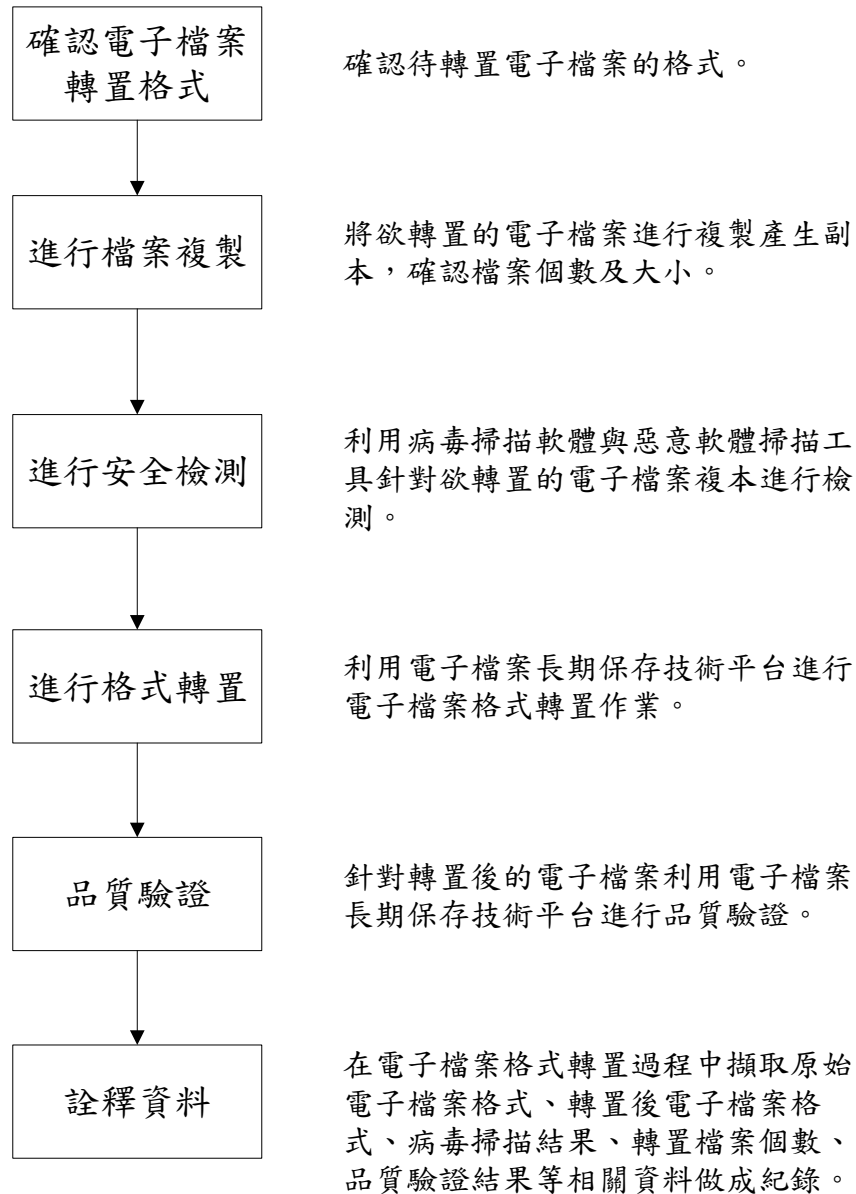 確認電子檔案
轉置格式
確認待轉置電子檔案的格式。
進行檔案複製
將欲轉置的電子檔案進行複製產生副
本，確認檔案個數及大小。
進行安全檢測
利用病毒掃描軟體與惡意軟體掃描工
具針對欲轉置的電子檔案複本進行檢
測。
進行格式轉置
利用電子檔案長期保存技術平台進行
電子檔案格式轉置作業。
品質驗證
針對轉置後的電子檔案利用電子檔案
長期保存技術平台進行品質驗證。
詮釋資料
在電子檔案格式轉置過程中擷取原始
電子檔案格式、轉置後電子檔案格
式、病毒掃描結果、轉置檔案個數、
品質驗證結果等相關資料做成紀錄。